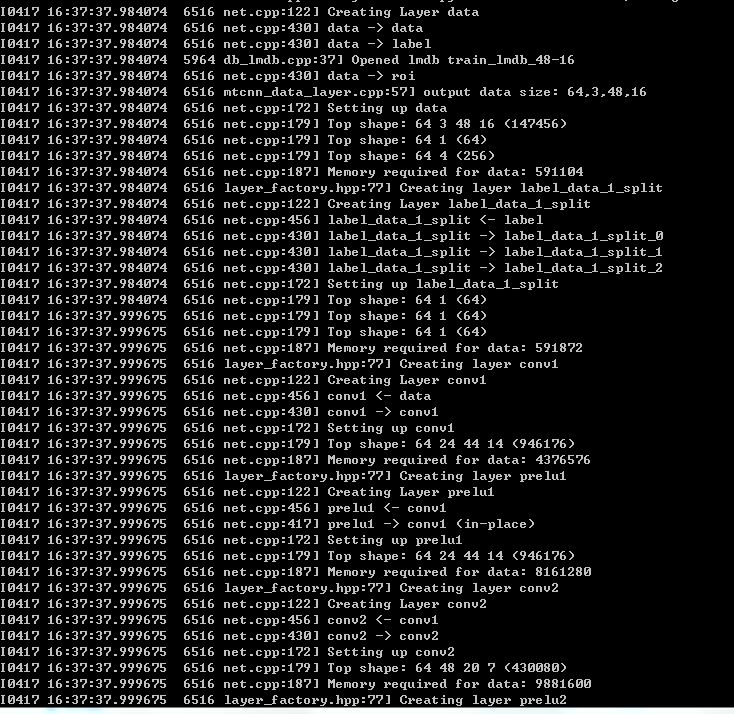 I0417 16:37:37.984074  6516 net.cpp:122] Creating Layer data
I0417 16:37:37.984074  6516 net.cpp:430] data -> data
I0417 16:37:37.984074  6516 net.cpp:430] data -> label
I0417 16:37:37.984074  5964 db_lmdb.cpp:37] Opened lmdb train_lmdb_48-16
I0417 16:37:37.984074  6516 net.cpp:430] data -> roi
I0417 16:37:37.984074  6516 mtcnn_data_layer.cpp:57] output data size: 64,3,48,16
I0417 16:37:37.984074  6516 net.cpp:172] Setting up data
I0417 16:37:37.984074  6516 net.cpp:179] Top shape: 64 3 48 16 (147456)
I0417 16:37:37.984074  6516 net.cpp:179] Top shape: 64 1 (64)
I0417 16:37:37.984074  6516 net.cpp:179] Top shape: 64 4 (256)
I0417 16:37:37.984074  6516 net.cpp:187] Memory required for data: 591104
I0417 16:37:37.984074  6516 layer_factory.hpp:77] Creating layer label_data_1_split
I0417 16:37:37.984074  6516 net.cpp:122] Creating Layer label_data_1_split
I0417 16:37:37.984074  6516 net.cpp:456] label_data_1_split <- label
I0417 16:37:37.984074  6516 net.cpp:430] label_data_1_split -> label_data_1_split_0
I0417 16:37:37.984074  6516 net.cpp:430] label_data_1_split -> label_data_1_split_1
I0417 16:37:37.984074  6516 net.cpp:430] label_data_1_split -> label_data_1_split_2
I0417 16:37:37.984074  6516 net.cpp:172] Setting up label_data_1_split
I0417 16:37:37.984074  6516 net.cpp:179] Top shape: 64 1 (64)
I0417 16:37:37.999675  6516 net.cpp:179] Top shape: 64 1 (64)
I0417 16:37:37.999675  6516 net.cpp:179] Top shape: 64 1 (64)
I0417 16:37:37.999675  6516 net.cpp:187] Memory required for data: 591872
I0417 16:37:37.999675  6516 layer_factory.hpp:77] Creating layer conv1
I0417 16:37:37.999675  6516 net.cpp:122] Creating Layer conv1
I0417 16:37:37.999675  6516 net.cpp:456] conv1 <- data
I0417 16:37:37.999675  6516 net.cpp:430] conv1 -> conv1
I0417 16:37:37.999675  6516 net.cpp:172] Setting up conv1
I0417 16:37:37.999675  6516 net.cpp:179] Top shape: 64 24 44 14 (946176)
I0417 16:37:37.999675  6516 net.cpp:187] Memory required for data: 4376576
I0417 16:37:37.999675  6516 layer_factory.hpp:77] Creating layer prelu1
I0417 16:37:37.999675  6516 net.cpp:122] Creating Layer prelu1
I0417 16:37:37.999675  6516 net.cpp:456] prelu1 <- conv1
I0417 16:37:37.999675  6516 net.cpp:417] prelu1 -> conv1 (in-place)
I0417 16:37:37.999675  6516 net.cpp:172] Setting up prelu1
I0417 16:37:37.999675  6516 net.cpp:179] Top shape: 64 24 44 14 (946176)
I0417 16:37:37.999675  6516 net.cpp:187] Memory required for data: 8161280
I0417 16:37:37.999675  6516 layer_factory.hpp:77] Creating layer conv2
I0417 16:37:37.999675  6516 net.cpp:122] Creating Layer conv2
I0417 16:37:37.999675  6516 net.cpp:456] conv2 <- conv1
I0417 16:37:37.999675  6516 net.cpp:430] conv2 -> conv2
I0417 16:37:37.999675  6516 net.cpp:172] Setting up conv2
I0417 16:37:37.999675  6516 net.cpp:179] Top shape: 64 48 20 7 (430080)
I0417 16:37:37.999675  6516 net.cpp:187] Memory required for data: 9881600
I0417 16:37:37.999675  6516 layer_factory.hpp:77] Creating layer prelu2